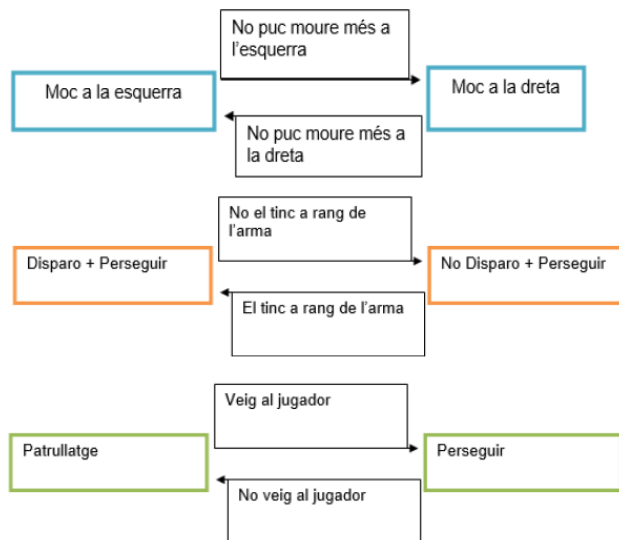 No puc moure més a
l'esquerra
Moc a la esquerra
Moc a la dreta
No puc moure més a
la dreta
No el tinc a rang de
l'arma
Disparo + Perseguir
No Disparo + Perseguir
El tinc a rang de l'arma
Veig al jugador
Patrullatge
Perseguir
No veig al jugador